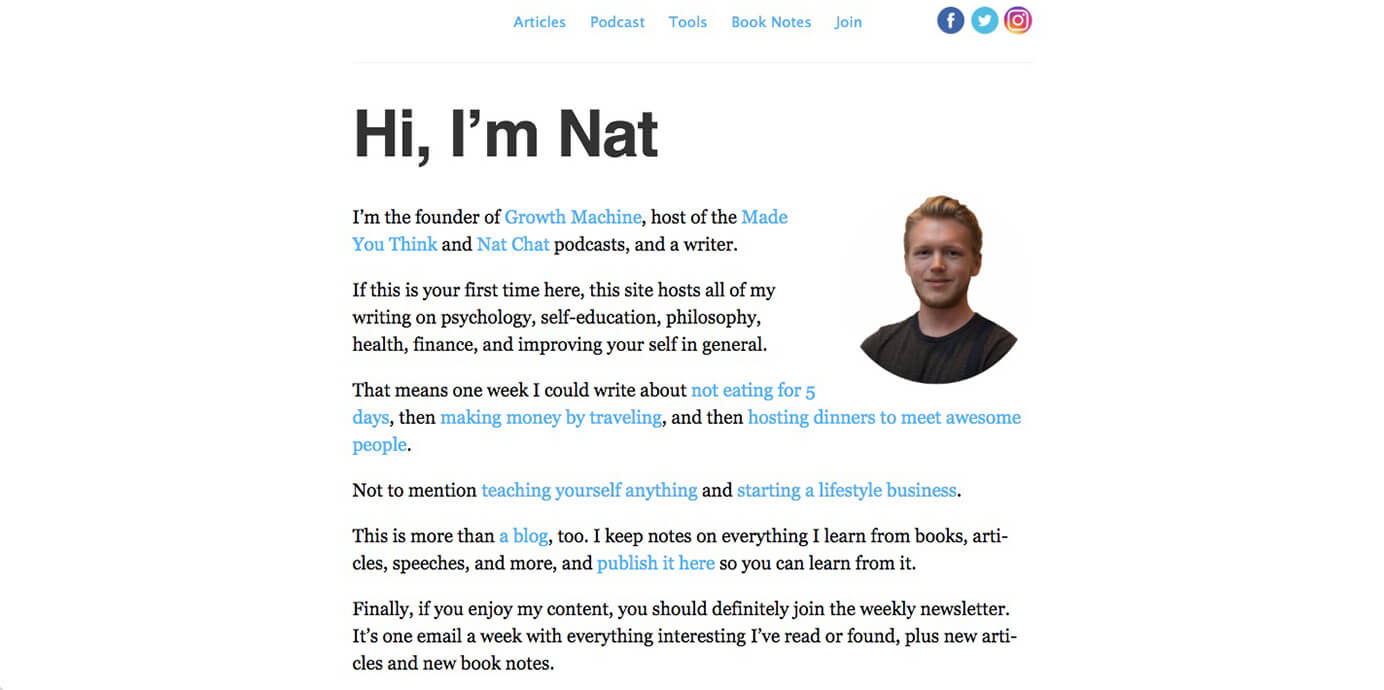 Articles Podcast Tools Book Notes Join
Hi, I’m Nat
I’m the founder of Growth Machine, host of the Made
You Think and Nat Chat podcasts, and a writer.
If this is your first time here, this site hosts all of my
writing on psychology, self-education, philosophy,
health, finance, and improving your self in general.
That means one week I could write about not eating for 5
days, then making money by traveling, and then hosting dinners to meet awesome
people.
Not to mention teaching yourself anything and starting a lifestyle business.
This is more than a blog, too. I keep notes on everything I learn from books, arti-
cles, speeches, and more, and publish it here so you can learn from it.
Finally, if you enjoy my content, you should definitely join the weekly newsletter.
It’s one email a week with everything interesting I’ve read or found, plus new arti-
cles and new book notes.